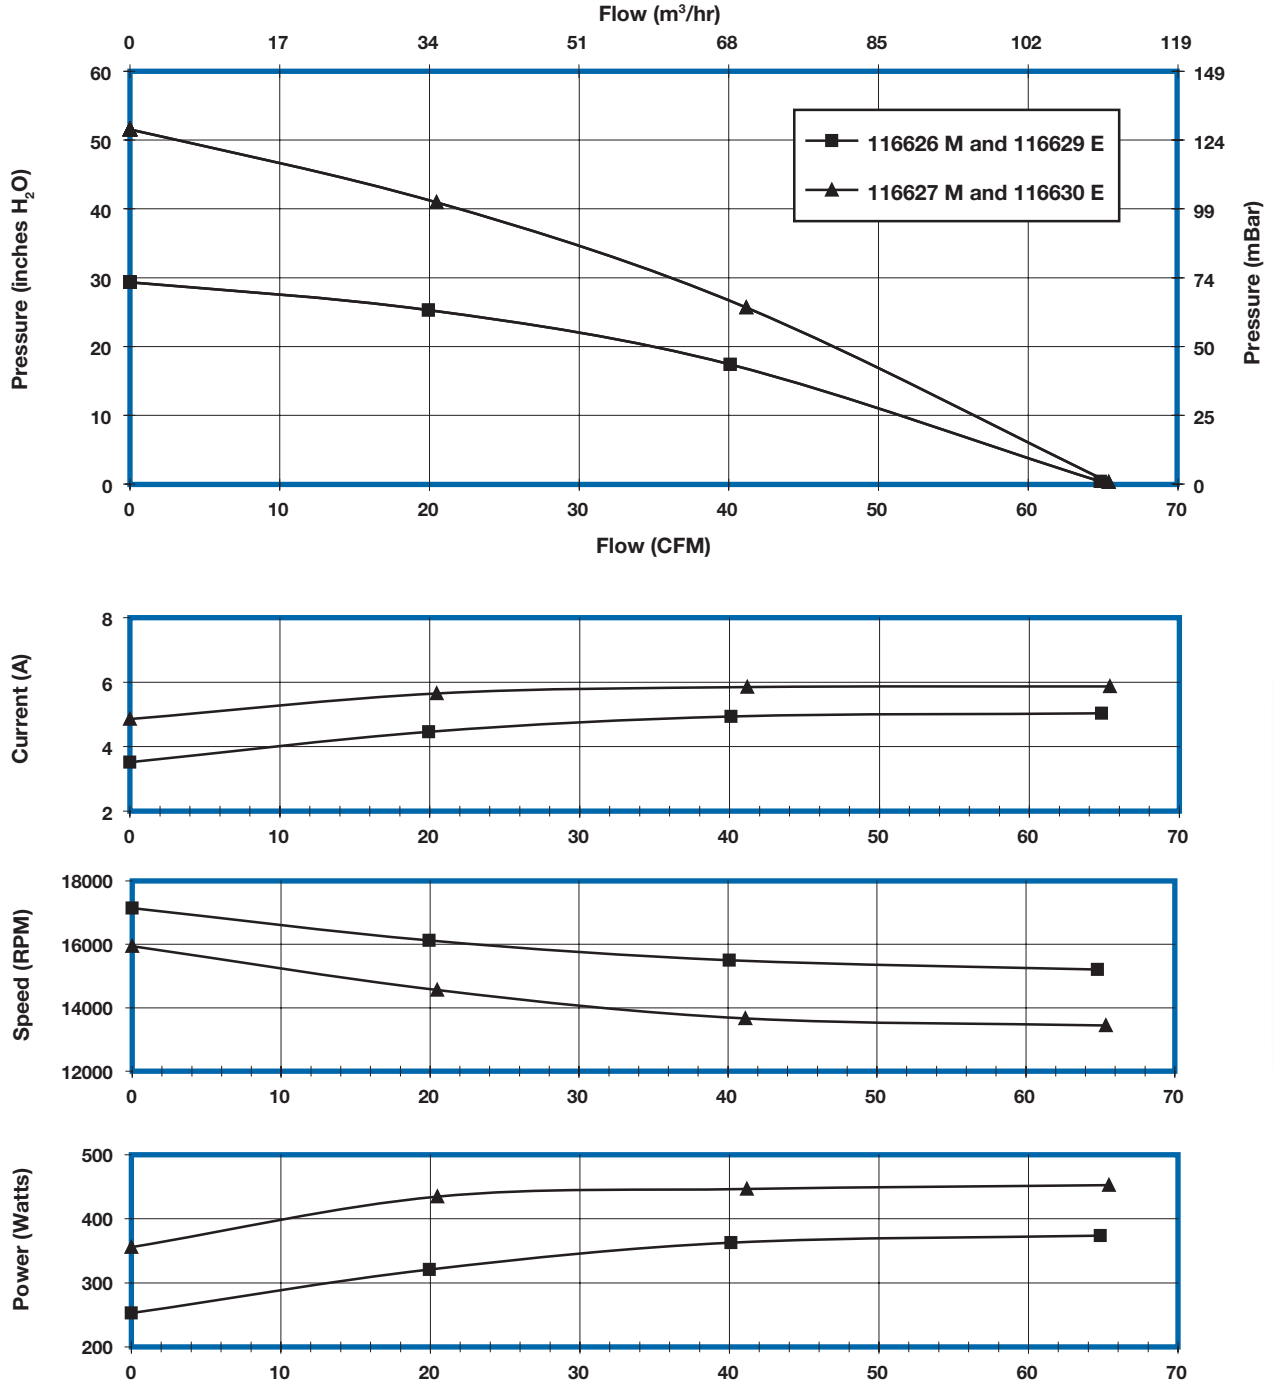 Flow (m³/hr)
0 17 34 51 68 85 102 119
60 149
50 124
40 99
30 74
20 50
10 25
0 0
Pressure (inches H₂O)
Pressure (mBar)
116626 M and 116629 E
116627 M and 116630 E
0 10 20 30 40 50 60 70
Flow (CFM)
Current (A)
8
6
4
2
0 10 20 30 40 50 60 70
Speed (RPM)
18000
16000
14000
12000
0 10 20 30 40 50 60 70
Power (Watts)
500
400
300
200
0 10 20 30 40 50 60 70